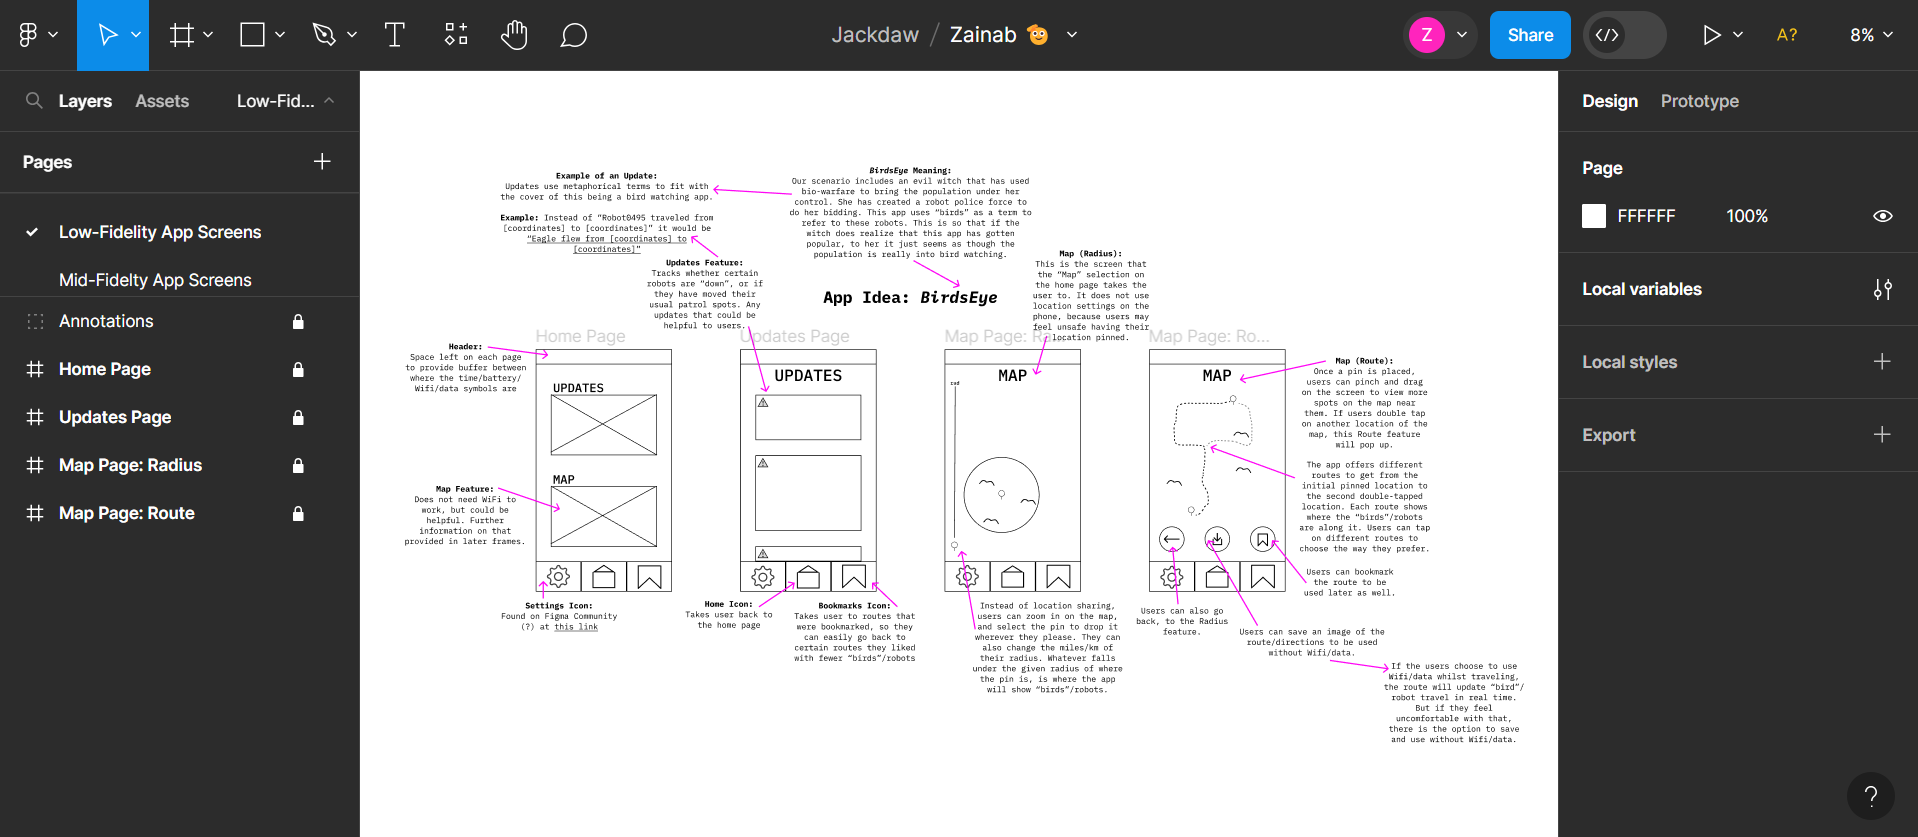 Jackdaw / Zainab
Z
Share
A?
8%
Layers
Assets
Low-Fid...
Pages
Low-Fidelity App Screens
Mid-Fidelty App Screens
Annotations
Home Page
Updates Page
Map Page: Radius
Map Page: Route
Design
Prototype
Page
FFFFFF
100%
Local variables
Local styles
Export
?
Example of an Update:
Updates use metaphorical terms to fit with
the cover of this being a bird watching app.
Example: Instead of “Robot0495 traveled from
[coordinates] to [coordinates]” it would be
“Eagle flew from [coordinates] to
[coordinates]”
BirdsEye Meaning:
Our scenario includes an evil witch that has used
bio-warfare to bring the population under her
control. She has created a robot police force to
do her bidding. This app uses “birds” as a term to
refer to these robots. This is so that if the
witch does realize that this app has gotten
popular, to her it just seems as though the
population is really into bird watching.
Updates Feature:
Tracks whether certain
robots are “down”, or if
they have moved their
usual patrol spots. Any
updates that could be
helpful to users.
App Idea: BirdsEye
Map (Radius):
This is the screen that
the “Map” selection on
the home page takes the
user to. It does not use
location settings on the
phone, because users may
feel unsafe having their
location pinned.
Home Page
Updates Page
Map Page: Ra...
Map Page: Ro...
Header:
Space left on each page
to provide buffer between
where the time/battery/
Wifi/data symbols are
UPDATES
MAP
Map Feature:
Does not need WiFi to
work, but could be
helpful. Further
information on that
provided in later frames.
UPDATES
MAP
rad
MAP
Map (Route):
Once a pin is placed,
users can pinch and drag
on the screen to view more
spots on the map near
them. If users double tap
on another location of the
map, this Route feature
will pop up.
The app offers different
routes to get from the
initial pinned location to
the second double-tapped
location. Each route shows
where the “birds”/robots
are along it. Users can tap
on different routes to
choose the way they prefer.
Users can bookmark
the route to be
used later as well.
Settings Icon:
Found on Figma Community
(?) at this link
Home Icon:
Takes user back to
the home page
Bookmarks Icon:
Takes user to routes that
were bookmarked, so they
can easily go back to
certain routes they liked
with fewer “birds”/robots
Instead of location sharing,
users can zoom in on the map,
and select the pin to drop it
wherever they please. They can
also change the miles/km of
their radius. Whatever falls
under the given radius of where
the pin is, is where the app
will show “birds”/robots.
Users can also go
back, to the Radius
feature.
Users can save an image of the
route/directions to be used
without Wifi/data.
If the users choose to use
Wifi/data whilst traveling,
the route will update “bird”/
robot travel in real time.
But if they feel
uncomfortable with that,
there is the option to save
and use without Wifi/data.